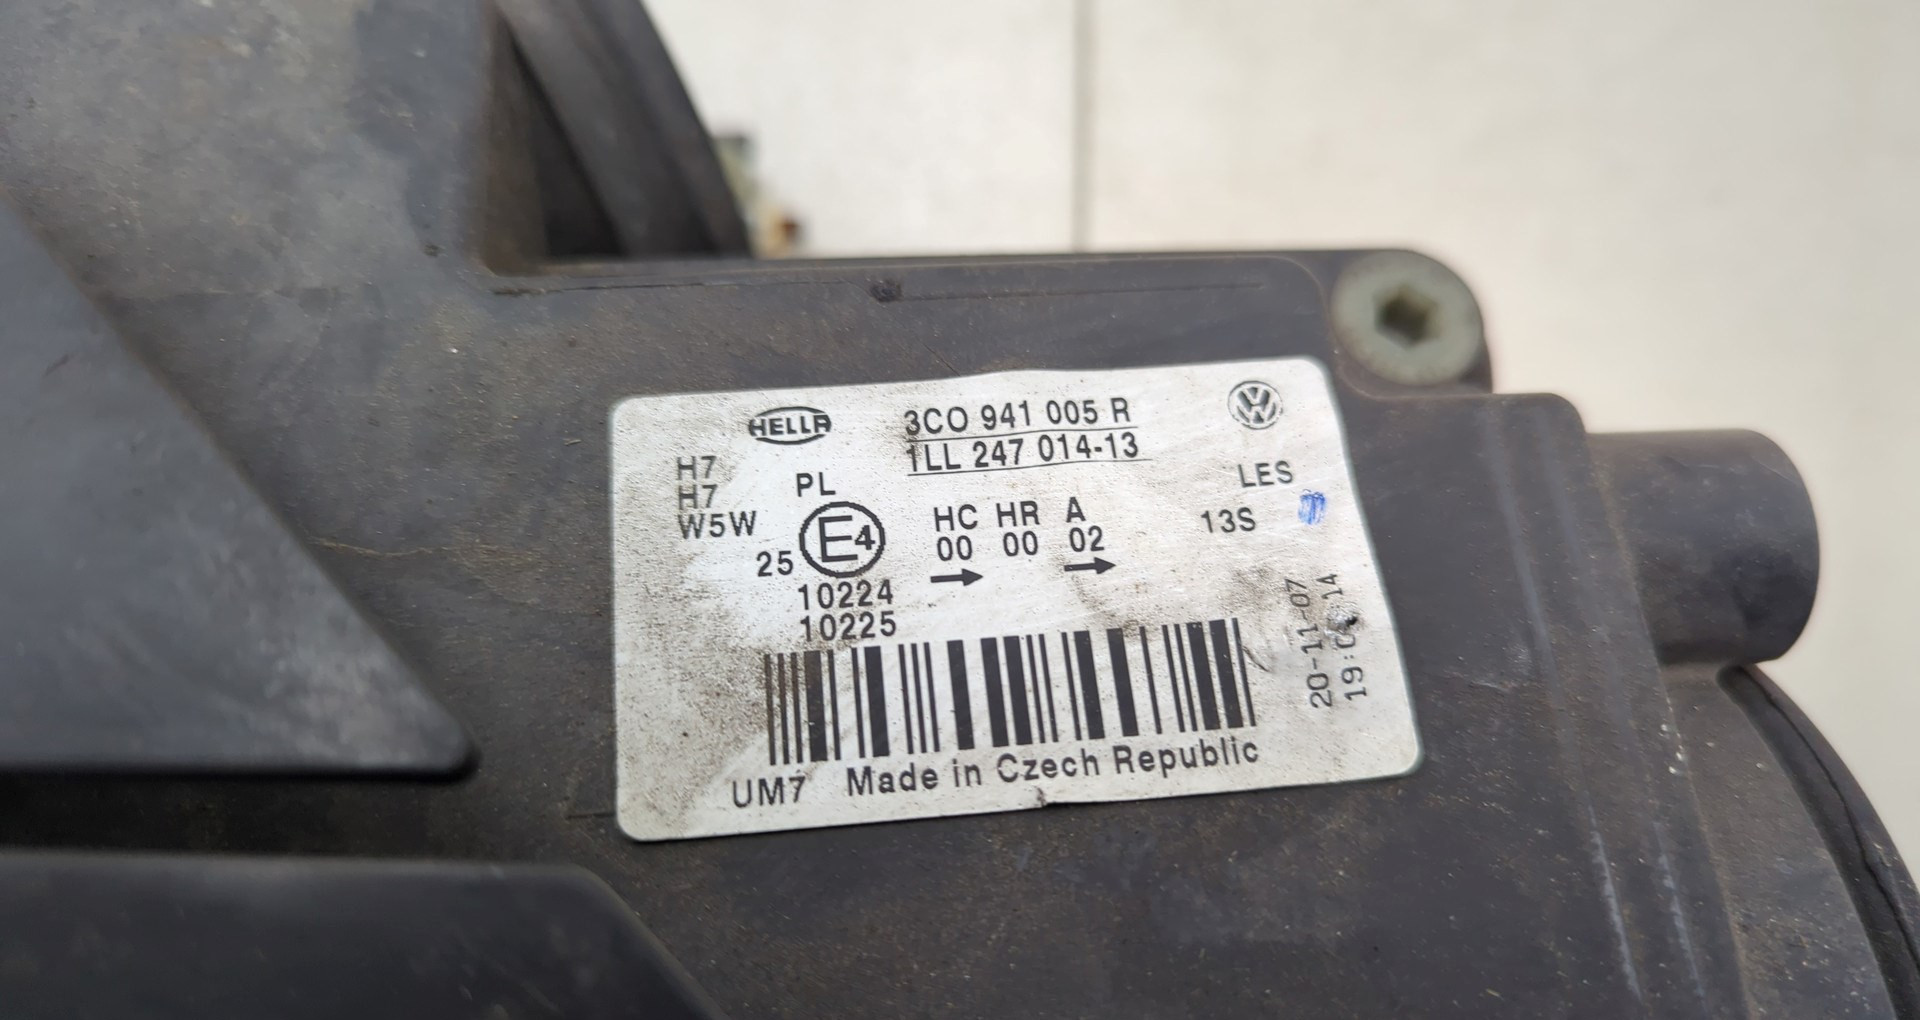 HELLA
3C0 941 005 R
1LL 247 014-13
H7
H7
W5W
PL
LES
25 E4
HC HR A
00 00 02
13S
10224
10225
20-11-07
UM7 Made in Czech Republic